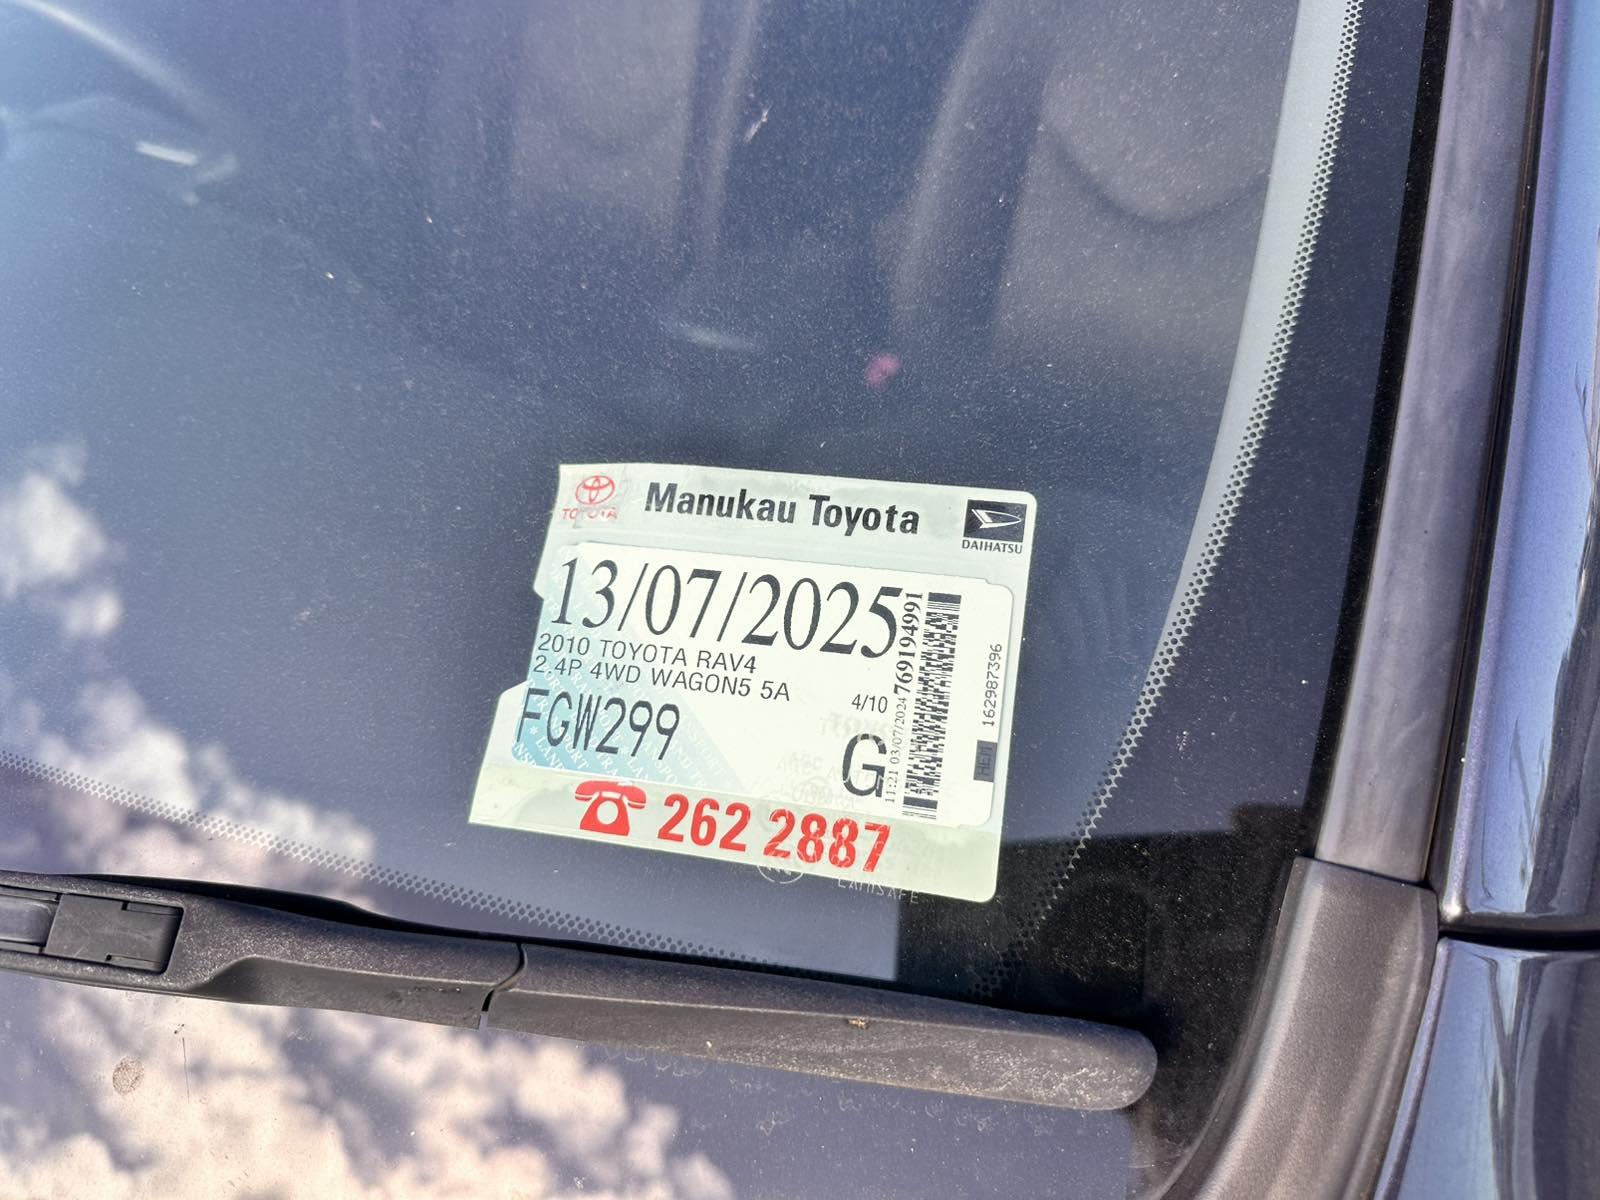 TOYOTA
Manukau Toyota
DAIHATSU
13/07/2025
2010 TOYOTA RAV4
2.4P 4WD WAGON5 5A
4/10
FGW299
G
11:21 03/07/2024
769194991
162987396
HEM
262 2887